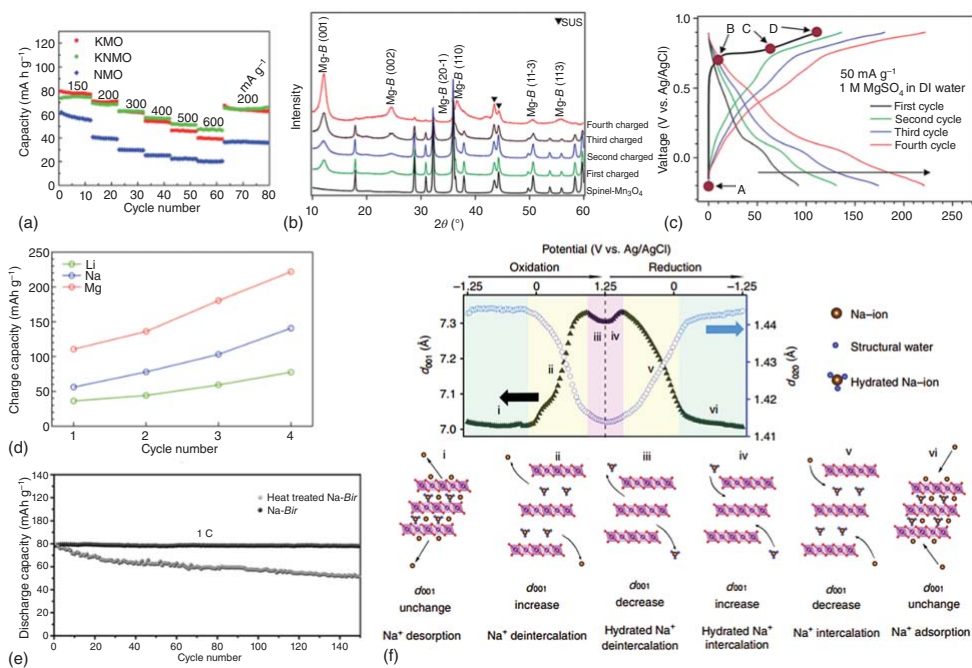 (a)
Capacity (mA h g⁻¹)
120
100
80
60
40
20
0
KMO
KNMO
NMO
150
200
300
400
500
600
200
mA g⁻¹
0 10 20 30 40 50 60 70 80
Cycle number
(b)
Intensity
Mg-B (001)
Mg-B (002)
Mg-B (20-1)
Mg-B (110)
Mg-B (11-3)
Mg-B (113)
▼SUS
Fourth charged
Third charged
Second charged
First charged
Spinel-Mn₃O₄
10 20 30 40 50 60
2θ (°)
(c)
Valtage (V vs. Ag/AgCl)
1.0
0.5
0.0
B C D
A
50 mA g⁻¹
1 M MgSO₄ in DI water
First cycle
Second cycle
Third cycle
Fourth cycle
0 50 100 150 200 250
(d)
Charge capacity (mAh g⁻¹)
250
200
150
100
50
0
Li
Na
Mg
1 2 3 4
Cycle number
(e)
Discharge capacity (mAh g⁻¹)
140
120
180
80
60
40
20
0
Heat treated Na-Bir
Na-Bir
1 C
0 20 40 60 80 100 120 140
Cycle number
Potential (V vs. Ag/AgCl)
Oxidation Reduction
−1.25 0 1.25 0 −1.25
7.3
7.2
7.1
7.0
d₀₀₁ (Å)
i ii iii iv v vi
1.44
1.43
1.42
1.41
d₀₂₀ (Å)
Na–ion
Structural water
Hydrated Na–ion
i ii iii iv v vi
d₀₀₁ d₀₀₁ d₀₀₁ d₀₀₁ d₀₀₁ d₀₀₁
unchange increase decrease increase decrease unchange
Na⁺ desorption Na⁺ deintercalation Hydrated Na⁺ deintercalation Hydrated Na⁺ intercalation Na⁺ intercalation Na⁺ adsorption
(f)